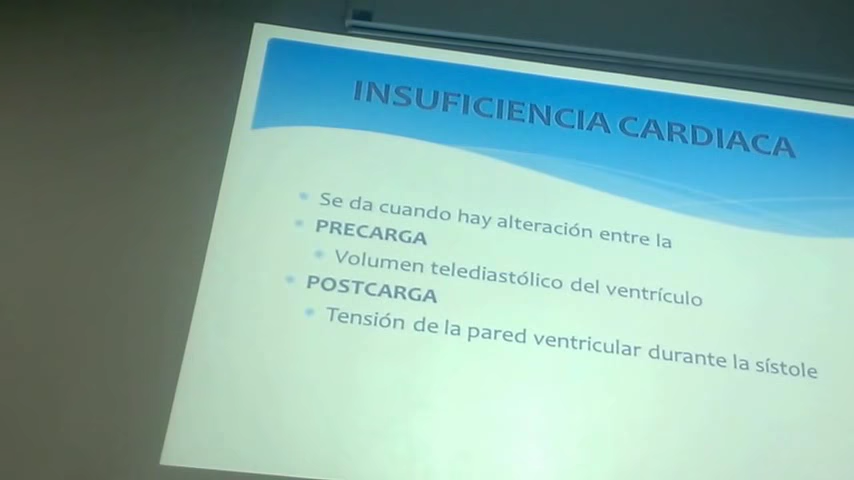 INSUFICIENCIA CARDIACA
Se da cuando hay alteración entre la
PRECARGA
Volumen telediastólico del ventrículo
POSTCARGA
Tensión de la pared ventricular durante la sístole